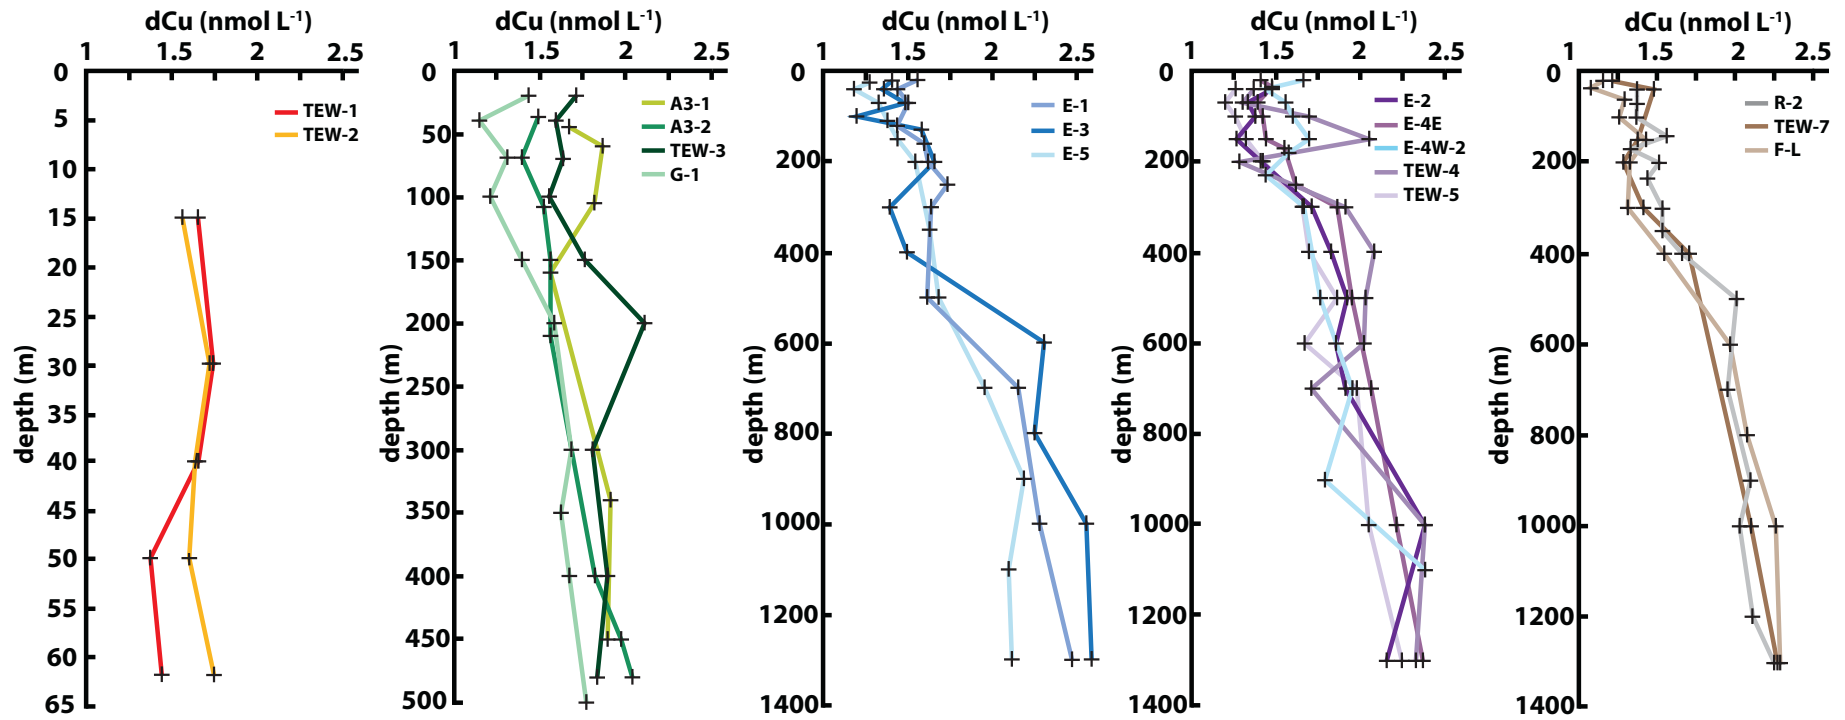 dCu (nmol L⁻¹)
1 1.5 2 2.5
0
5
10
15
20
25
30
35
40
45
50
55
60
65
depth (m)
TEW-1
TEW-2
dCu (nmol L⁻¹)
1 1.5 2 2.5
0
50
100
150
200
250
300
350
400
450
500
depth (m)
A3-1
A3-2
TEW-3
G-1
dCu (nmol L⁻¹)
1 1.5 2 2.5
0
200
400
600
800
1000
1200
1400
depth (m)
E-1
E-3
E-5
dCu (nmol L⁻¹)
1 1.5 2 2.5
0
200
400
600
800
1000
1200
1400
depth (m)
E-2
E-4E
E-4W-2
TEW-4
TEW-5
dCu (nmol L⁻¹)
1 1.5 2 2.5
0
200
400
600
800
1000
1200
1400
depth (m)
R-2
TEW-7
F-L